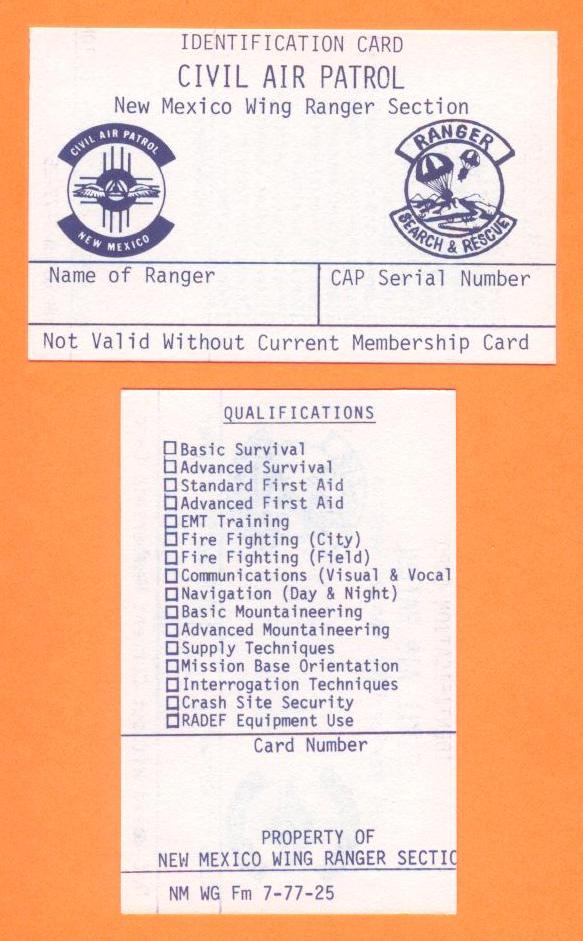 IDENTIFICATION CARD
CIVIL AIR PATROL
New Mexico Wing Ranger Section
CIVIL AIR PATROL
NEW MEXICO
RANGER
SEARCH & RESCUE
Name of Ranger
CAP Serial Number
Not Valid Without Current Membership Card
QUALIFICATIONS
Basic Survival
Advanced Survival
Standard First Aid
Advanced First Aid
EMT Training
Fire Fighting (City)
Fire Fighting (Field)
Communications (Visual & Vocal
Navigation (Day & Night)
Basic Mountaineering
Advanced Mountaineering
Supply Techniques
Mission Base Orientation
Interrogation Techniques
Crash Site Security
RADEF Equipment Use
Card Number
PROPERTY OF
NEW MEXICO WING RANGER SECTIC
NM WG Fm 7-77-25